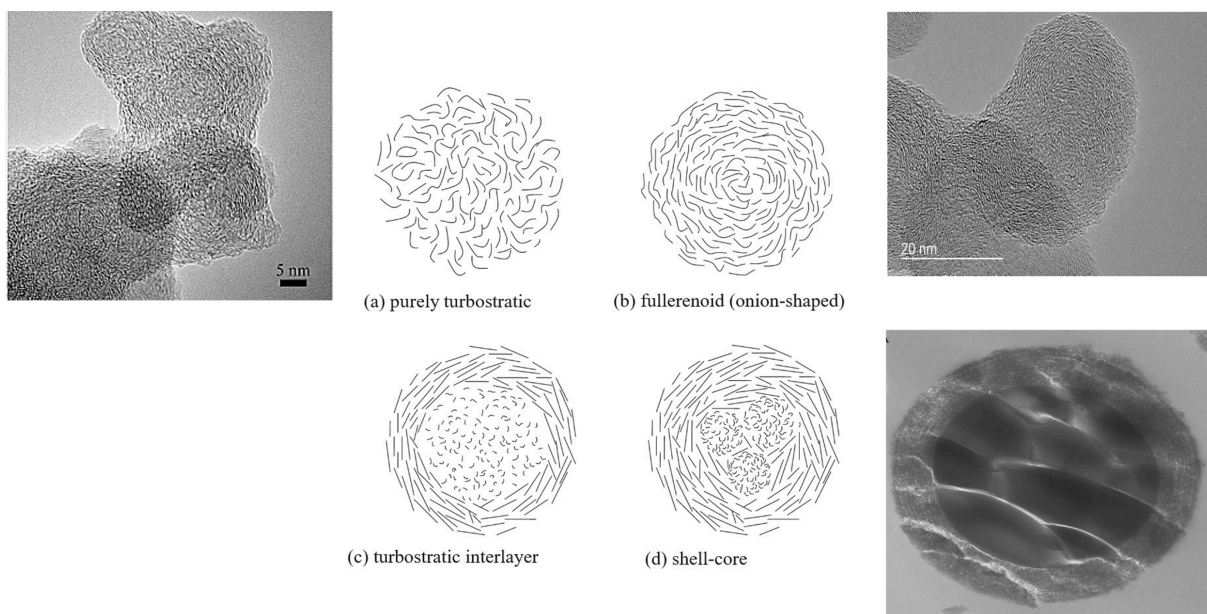 5 nm
20 nm
(a) purely turbostratic
(b) fullerenoid (onion-shaped)
(c) turbostratic interlayer
(d) shell-core